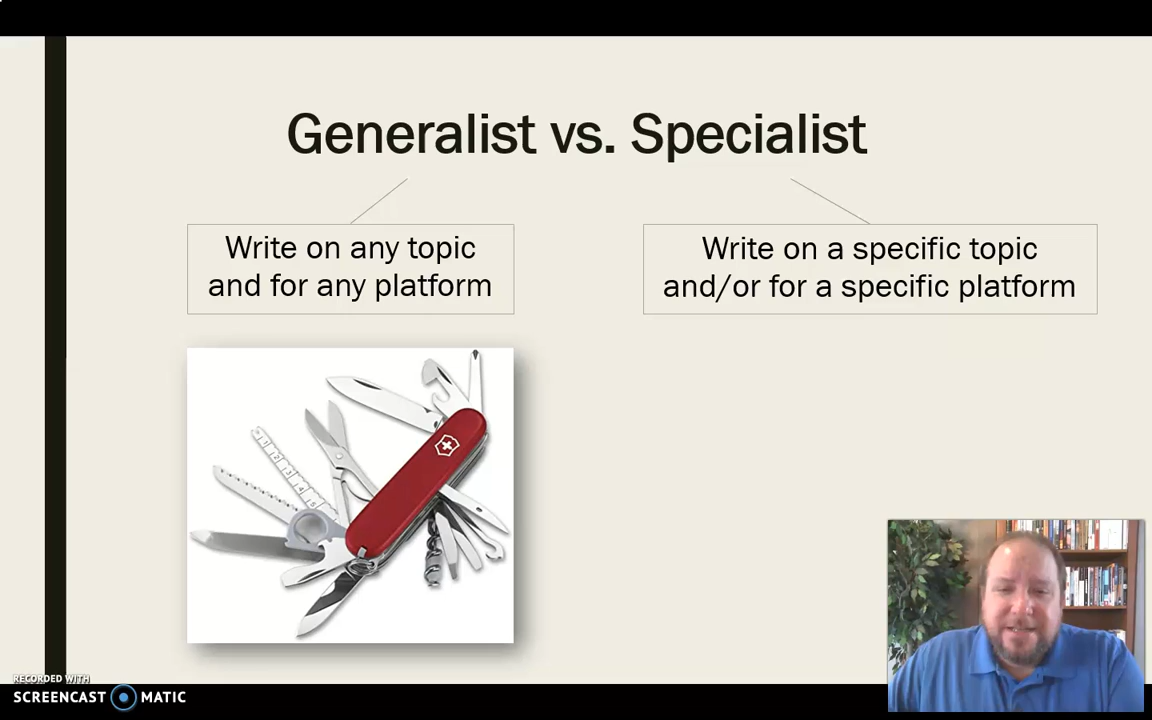 Generalist vs. Specialist
Write on any topic
and for any platform
Write on a specific topic
and/or for a specific platform
RECORDED WITH
SCREENCAST MATIC